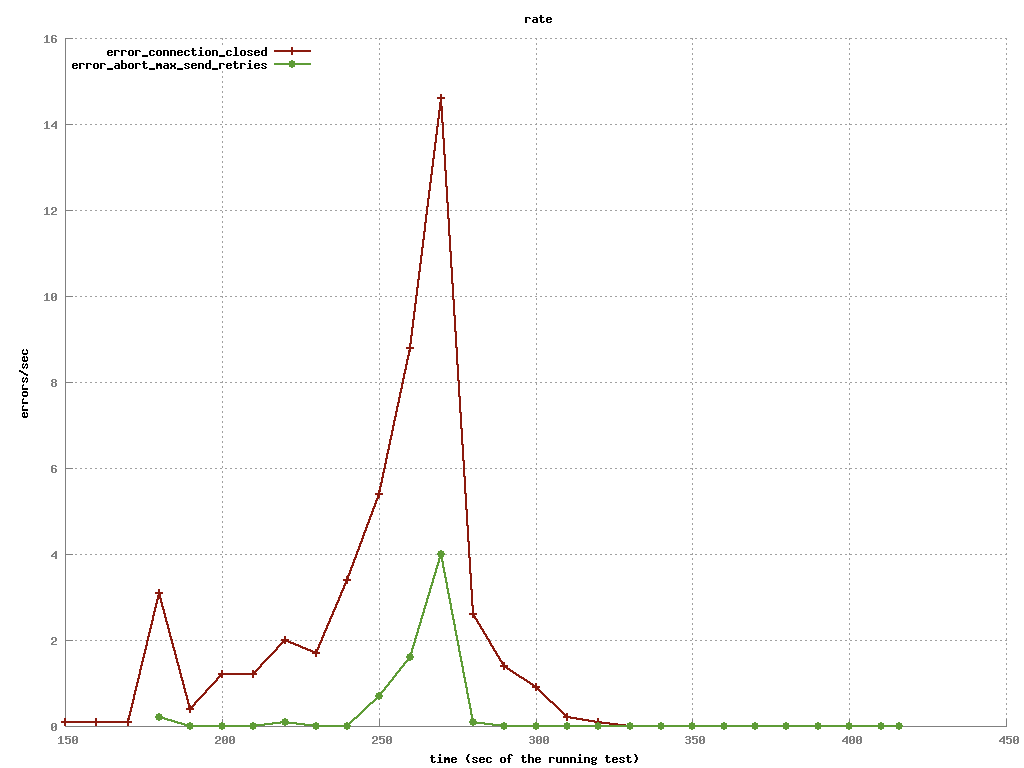 rate
16
error_connection_closed
error_abort_max_send_retries
14
12
10
8
errors/sec
6
4
2
0
150 200 250 300 350 400 450
time (sec of the running test)